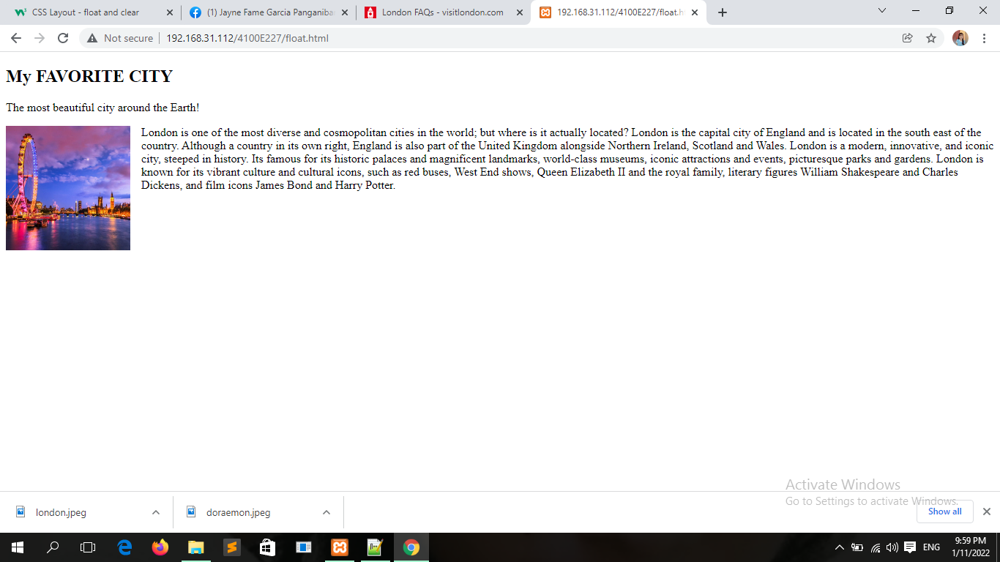 CSS Layout - float and clear
(1) Jayne Fame Garcia Panganiba
London FAQs - visitlondon.com
192.168.31.112/4100E227/float.h
Not secure
192.168.31.112/4100E227/float.html
My FAVORITE CITY
The most beautiful city around the Earth!
London is one of the most diverse and cosmopolitan cities in the world; but where is it actually located? London is the capital city of England and is located in the south east of the
country. Although a country in its own right, England is also part of the United Kingdom alongside Northern Ireland, Scotland and Wales. London is a modern, innovative, and iconic
city, steeped in history. Its famous for its historic palaces and magnificent landmarks, world-class museums, iconic attractions and events, picturesque parks and gardens. London is
known for its vibrant culture and cultural icons, such as red buses, West End shows, Queen Elizabeth II and the royal family, literary figures William Shakespeare and Charles
Dickens, and film icons James Bond and Harry Potter.
Activate Windows
Go to Settings to activate Windows.
london.jpeg
doraemon.jpeg
Show all
ENG
9:59 PM
1/11/2022